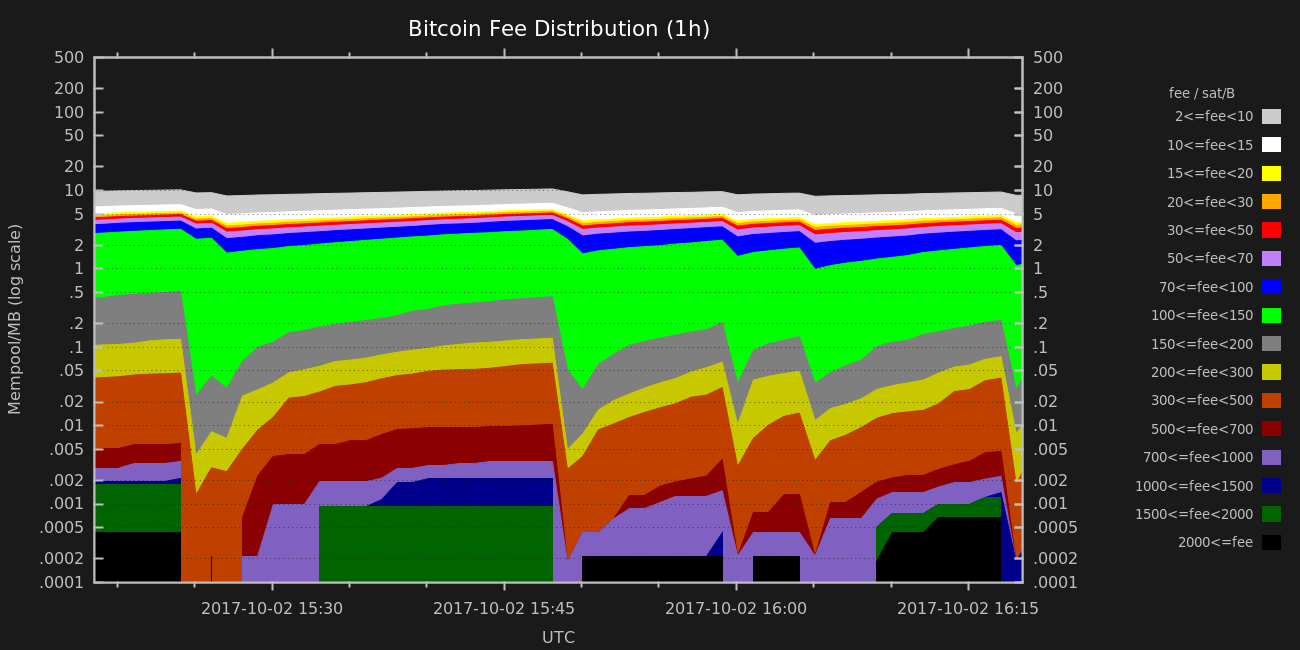 Bitcoin Fee Distribution (1h)
500 500
200 200
100 100
50 50
20 20
10 10
5 5
2 2
1 1
.5 .5
.2 .2
.1 .1
.05 .05
.02 .02
.01 .01
.005 .005
.002 .002
.001 .001
.0005 .0005
.0002 .0002
.0001 .0001
Mempool/MB (log scale)
2017-10-02 15:30 2017-10-02 15:45 2017-10-02 16:00 2017-10-02 16:15
UTC
fee / sat/B
2<=fee<10
10<=fee<15
15<=fee<20
20<=fee<30
30<=fee<50
50<=fee<70
70<=fee<100
100<=fee<150
150<=fee<200
200<=fee<300
300<=fee<500
500<=fee<700
700<=fee<1000
1000<=fee<1500
1500<=fee<2000
2000<=fee